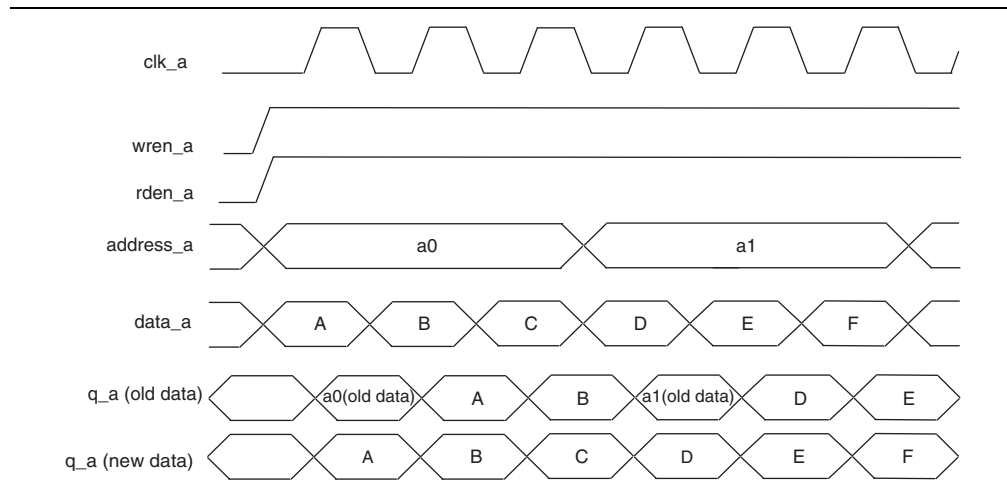 clk_a
wren_a
rden_a
address_a a0 a1
data_a A B C D E F
q_a (old data) a0(old data) A B a1(old data) D E
q_a (new data) A B C D E F